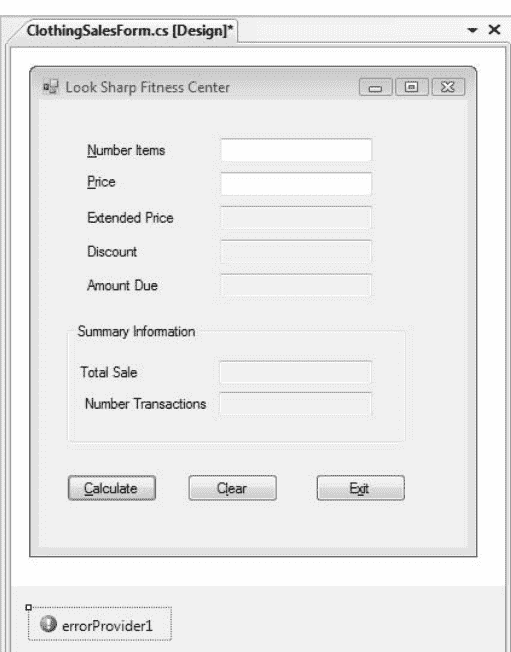 ClothingSalesForm.cs [Design]*
Look Sharp Fitness Center
Number Items
Price
Extended Price
Discount
Amount Due
Summary Information
Total Sale
Number Transactions
Calculate Clear Exit
errorProvider1